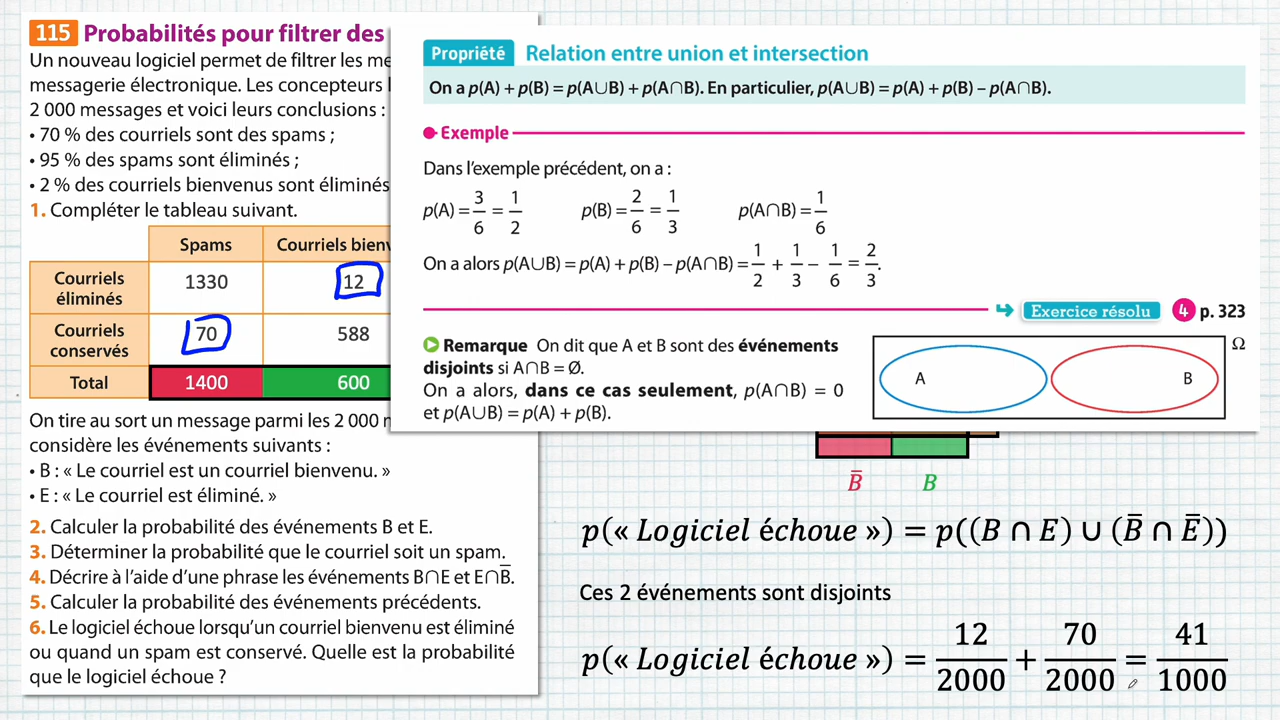 115 Probabilités pour filtrer des
Un nouveau logiciel permet de filtrer les me
messagerie électronique. Les concepteurs
2 000 messages et voici leurs conclusions :
• 70 % des courriels sont des spams ;
• 95 % des spams sont éliminés ;
• 2 % des courriels bienvenus sont éliminés
1. Compléter le tableau suivant.
Spams Courriels bienv
Courriels éliminés 1330 12
Courriels conservés 70 588
Total 1400 600
On tire au sort un message parmi les 2 000
considère les événements suivants :
• B : « Le courriel est un courriel bienvenu. »
• E : « Le courriel est éliminé. »
2. Calculer la probabilité des événements B et E.
3. Déterminer la probabilité que le courriel soit un spam.
4. Décrire à l'aide d'une phrase les événements B∩E et E∩B̅.
5. Calculer la probabilité des événements précédents.
6. Le logiciel échoue lorsqu'un courriel bienvenu est éliminé
ou quand un spam est conservé. Quelle est la probabilité
que le logiciel échoue ?
Propriété Relation entre union et intersection
On a p(A) + p(B) = p(A∪B) + p(A∩B). En particulier, p(A∪B) = p(A) + p(B) – p(A∩B).
Exemple
Dans l'exemple précédent, on a :
p(A) = 3/6 = 1/2 p(B) = 2/6 = 1/3 p(A∩B) = 1/6
On a alors p(A∪B) = p(A) + p(B) – p(A∩B) = 1/2 + 1/3 – 1/6 = 2/3.
Exercice résolu 4 p. 323
Remarque On dit que A et B sont des événements
disjoints si A∩B = Ø.
On a alors, dans ce cas seulement, p(A∩B) = 0
et p(A∪B) = p(A) + p(B).
A B Ω
B̅ B
p(« Logiciel échoue ») = p((B ∩ E) ∪ (B̅ ∩ E̅))
Ces 2 événements sont disjoints
p(« Logiciel échoue ») = 12/2000 + 70/2000 = 41/1000